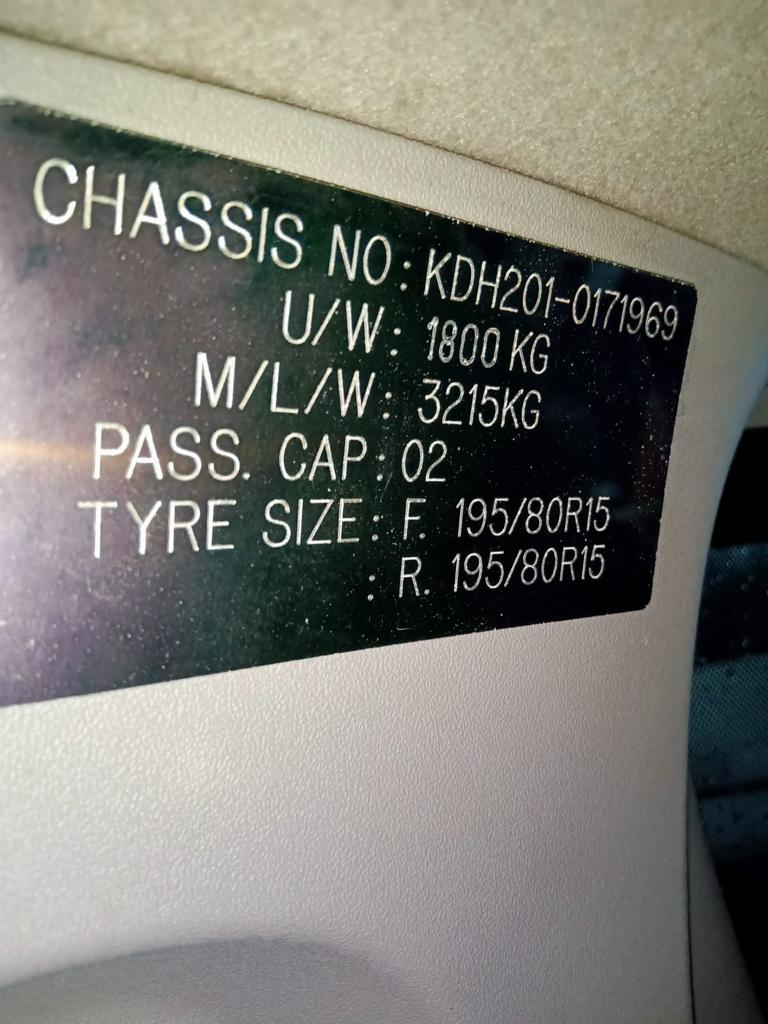 CHASSIS NO: KDH201-0171969
U/W: 1800 KG
M/L/W: 3215KG
PASS. CAP: 02
TYRE SIZE: F. 195/80R15
: R. 195/80R15